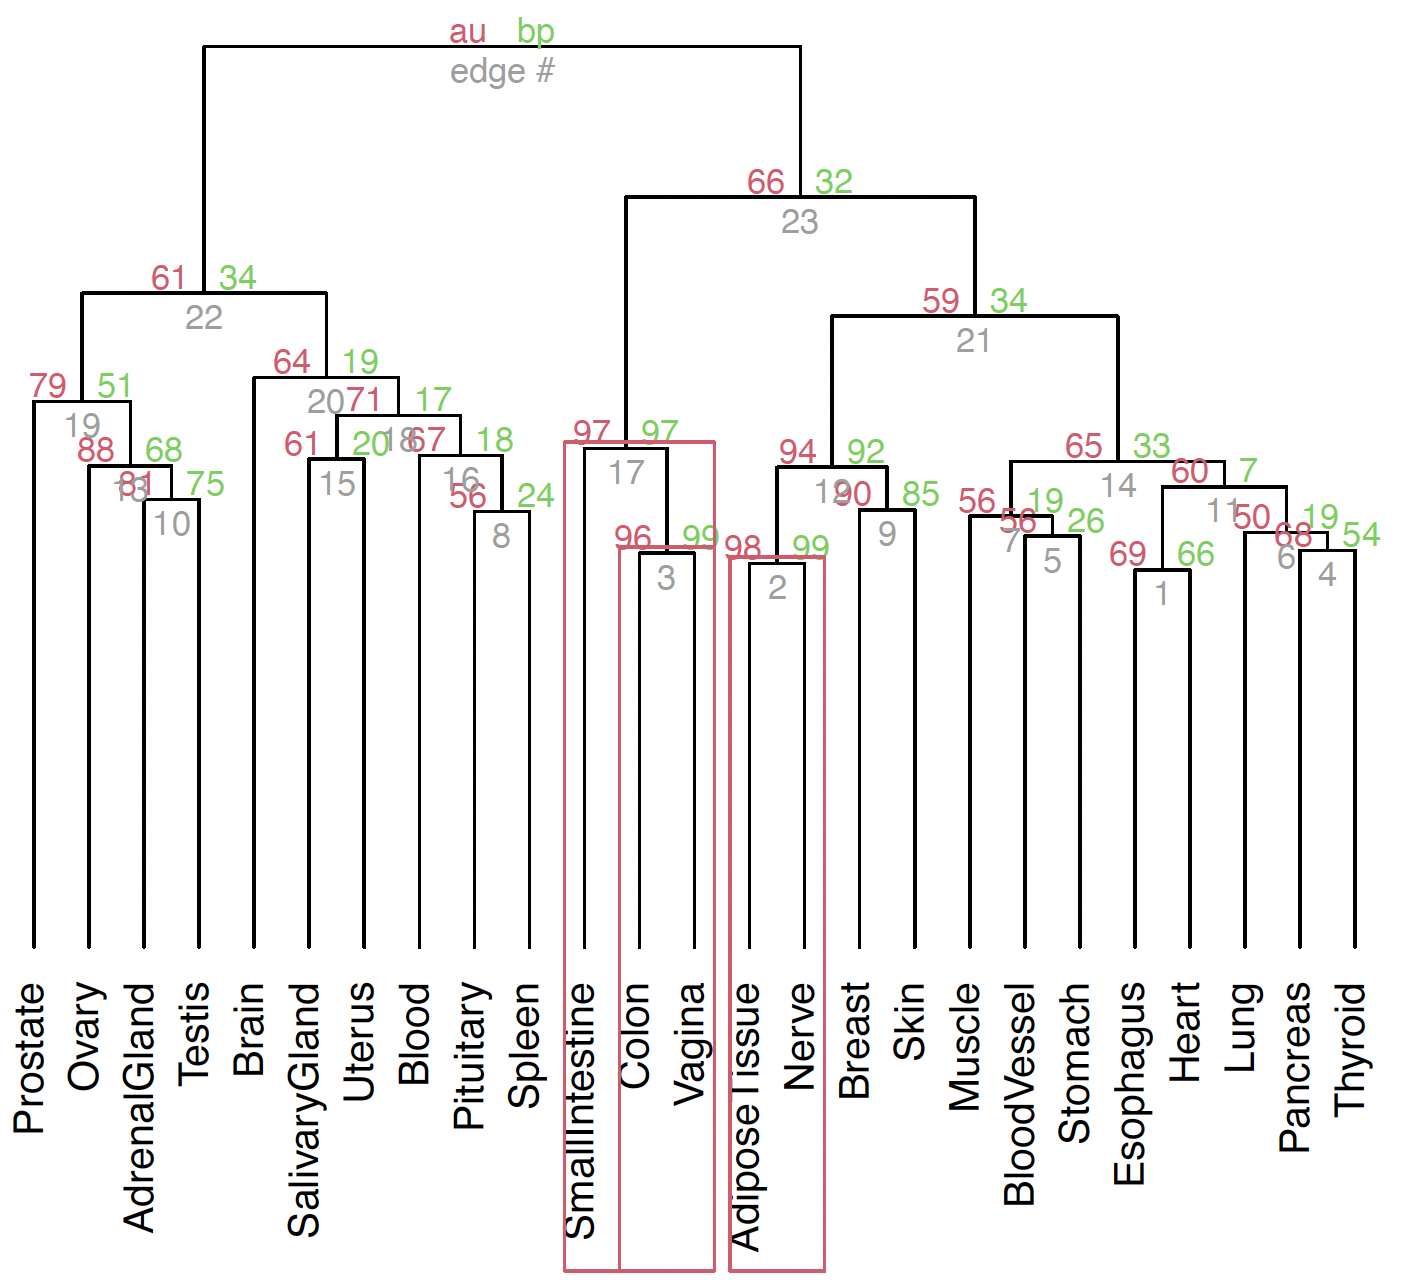 au bp
edge #
66 32
23
61 34
22
59 34
21
64 19
20
79 51
19
71 17
18
97 97
17
67 18
16
61 20
15
65 33
14
88 68
13
94 92
12
60 7
11
81 75
10
90 85
9
56 24
8
56 19
7
50 19
6
56 26
5
68 54
4
96 99
3
98 99
2
69 66
1
Prostate
Ovary
AdrenalGland
Testis
Brain
SalivaryGland
Uterus
Blood
Pituitary
Spleen
SmallIntestine
Colon
Vagina
AdiposeTissue
Nerve
Breast
Skin
Muscle
BloodVessel
Stomach
Esophagus
Heart
Lung
Pancreas
Thyroid